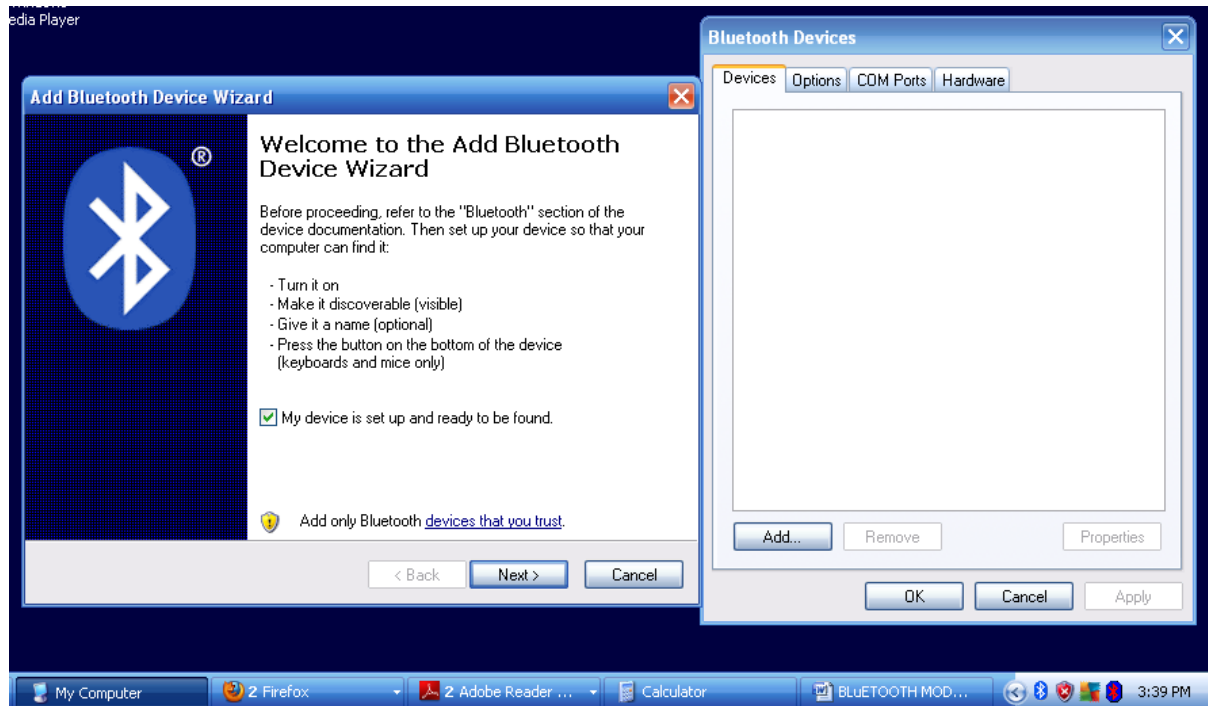 edia Player
Add Bluetooth Device Wizard
®
Welcome to the Add Bluetooth
Device Wizard
Before proceeding, refer to the "Bluetooth" section of the
device documentation. Then set up your device so that your
computer can find it:
- Turn it on
- Make it discoverable (visible)
- Give it a name (optional)
- Press the button on the bottom of the device
(keyboards and mice only)
My device is set up and ready to be found.
Add only Bluetooth devices that you trust.
< Back Next > Cancel
Bluetooth Devices
Devices Options COM Ports Hardware
Add... Remove Properties
OK Cancel Apply
My Computer 2 Firefox 2 Adobe Reader ... Calculator BLuETOOTH MOD... 3:39 PM